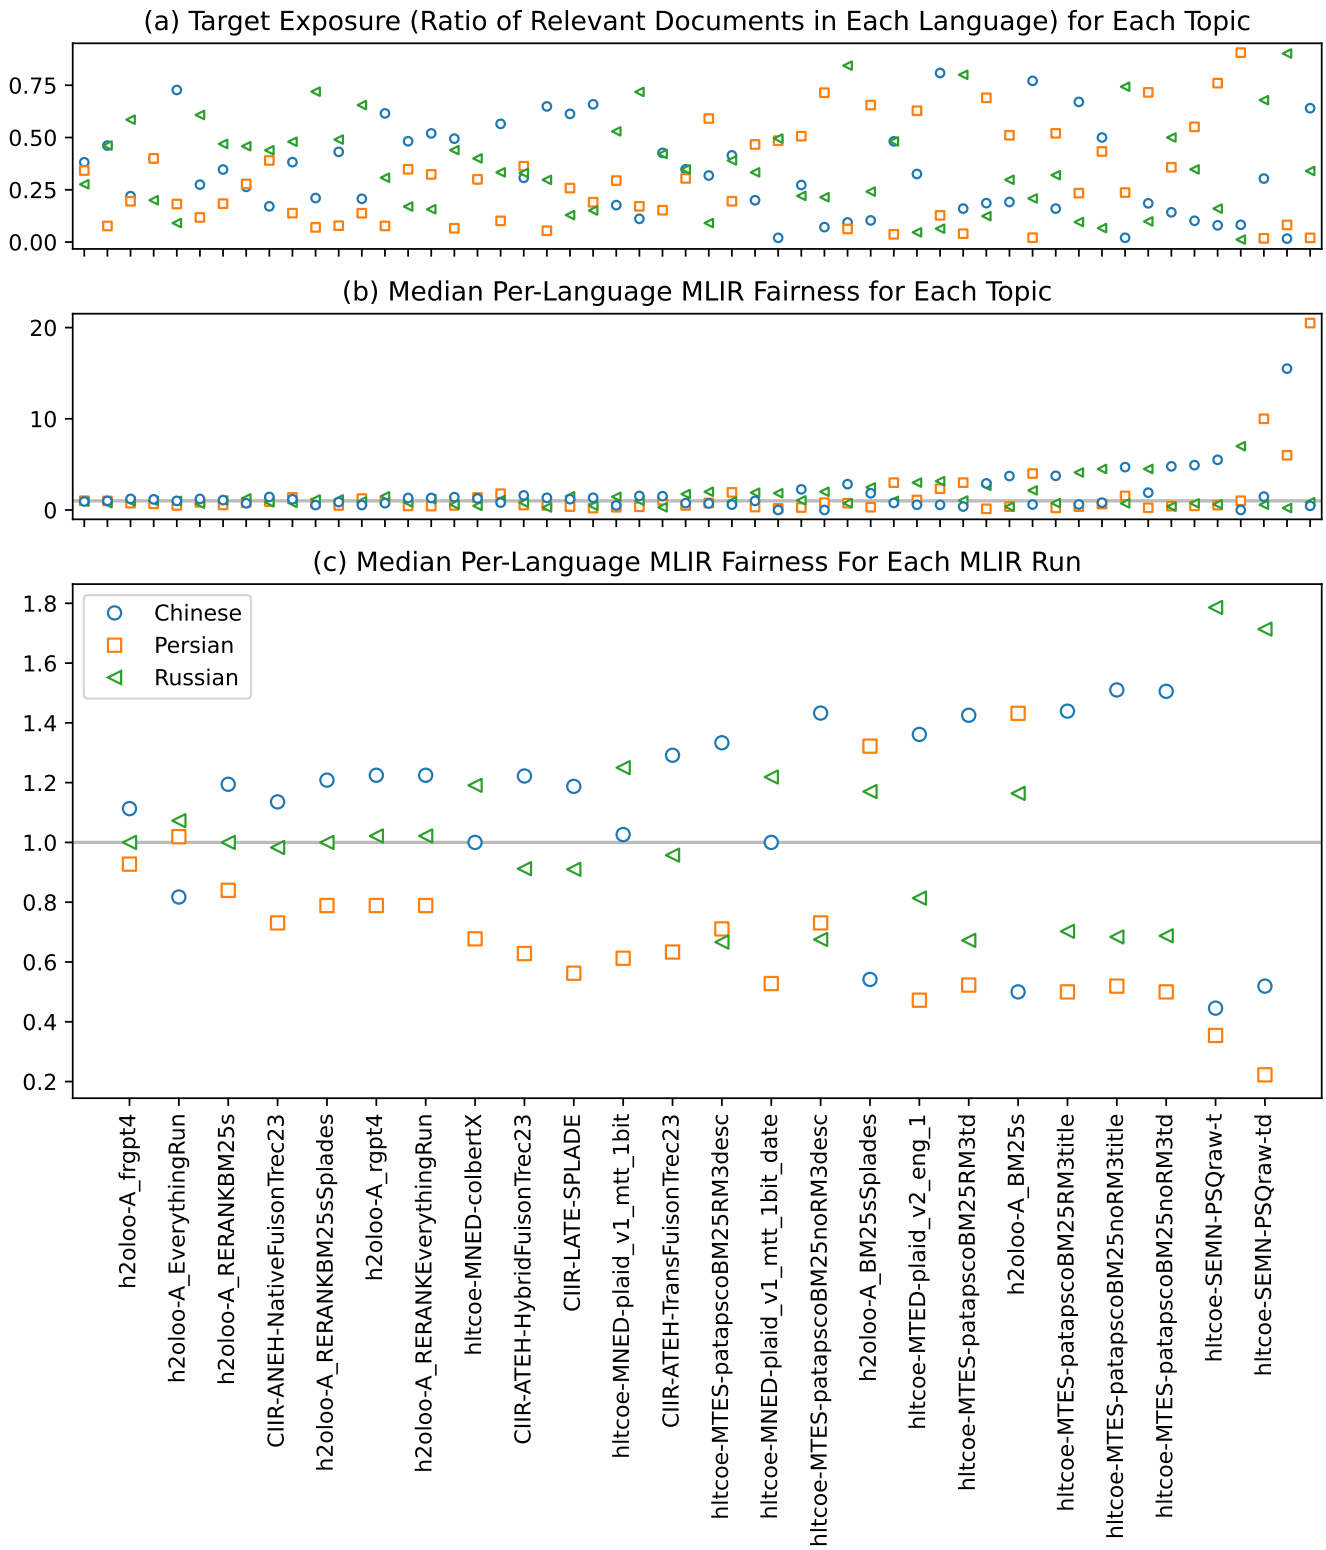 (a) Target Exposure (Ratio of Relevant Documents in Each Language) for Each Topic
0.75
0.50
0.25
0.00
(b) Median Per-Language MLIR Fairness for Each Topic
20
10
0
(c) Median Per-Language MLIR Fairness For Each MLIR Run
1.8
1.6
1.4
1.2
1.0
0.8
0.6
0.4
0.2
Chinese
Persian
Russian
h2oloo-A_frgpt4
h2oloo-A_EverythingRun
h2oloo-A_RERANKBM25s
CIIR-ANEH-NativeFuisonTrec23
h2oloo-A_RERANKBM25sSplades
h2oloo-A_rgpt4
h2oloo-A_RERANKEverythingRun
hltcoe-MNED-colbertX
CIIR-ATEH-HybridFuisonTrec23
CIIR-LATE-SPLADE
hltcoe-MNED-plaid_v1_mtt_1bit
CIIR-ATEH-TransFuisonTrec23
hltcoe-MTES-patapscoBM25RM3desc
hltcoe-MNED-plaid_v1_mtt_1bit_date
hltcoe-MTES-patapscoBM25noRM3desc
h2oloo-A_BM25sSplades
hltcoe-MTED-plaid_v2_eng_1
hltcoe-MTES-patapscoBM25RM3td
h2oloo-A_BM25s
hltcoe-MTES-patapscoBM25RM3title
hltcoe-MTES-patapscoBM25noRM3title
hltcoe-MTES-patapscoBM25noRM3td
hltcoe-SEMN-PSQraw-t
hltcoe-SEMN-PSQraw-td